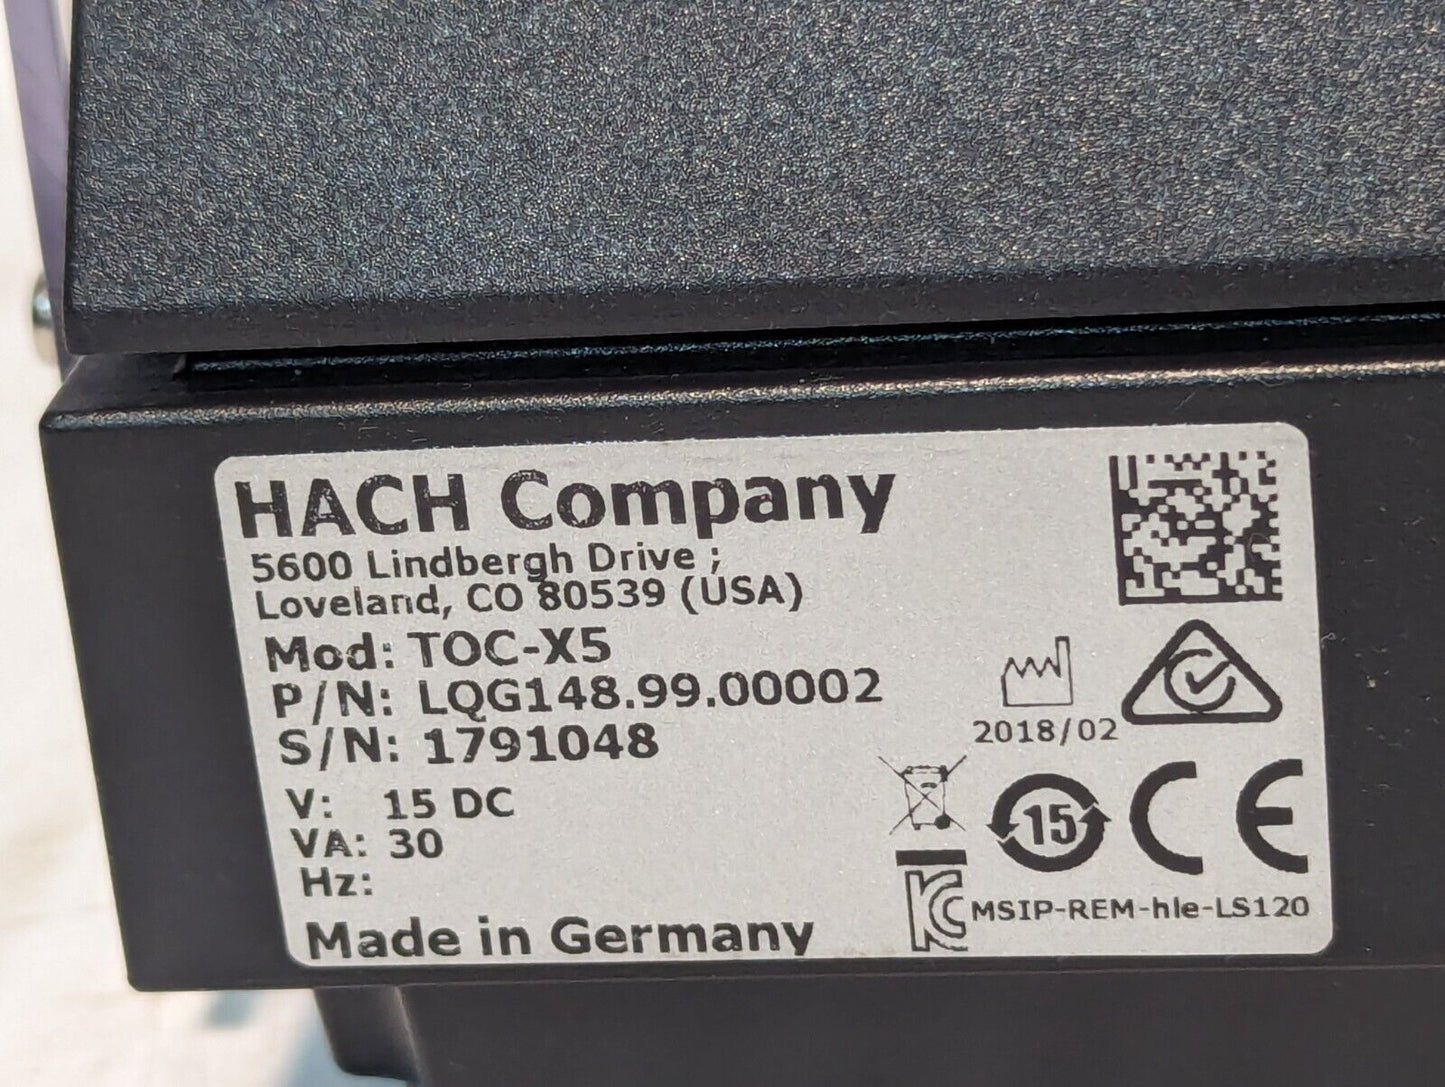 HACH Company
5600 Lindbergh Drive ;
Loveland, CO 80539 (USA)
Mod: TOC-X5
P/N: LQG148.99.00002
S/N: 1791048
2018/02
V: 15 DC
VA: 30
Hz:
15
CE
KC MSIP-REM-hle-LS120
Made in Germany